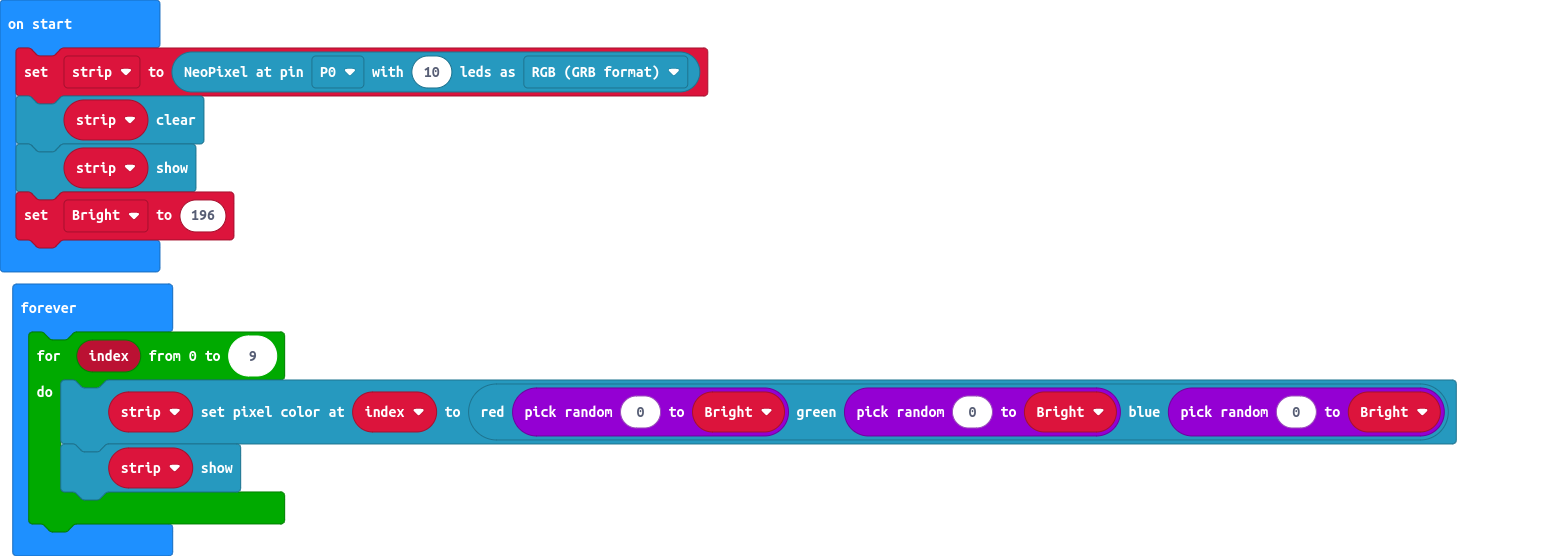 on start
set strip to NeoPixel at pin P0 with 10 leds as RGB (GRB format)
strip clear
strip show
set Bright to 196
forever
for index from 0 to 9
do
strip set pixel color at index to red pick random 0 to Bright green pick random 0 to Bright blue pick random 0 to Bright
strip show